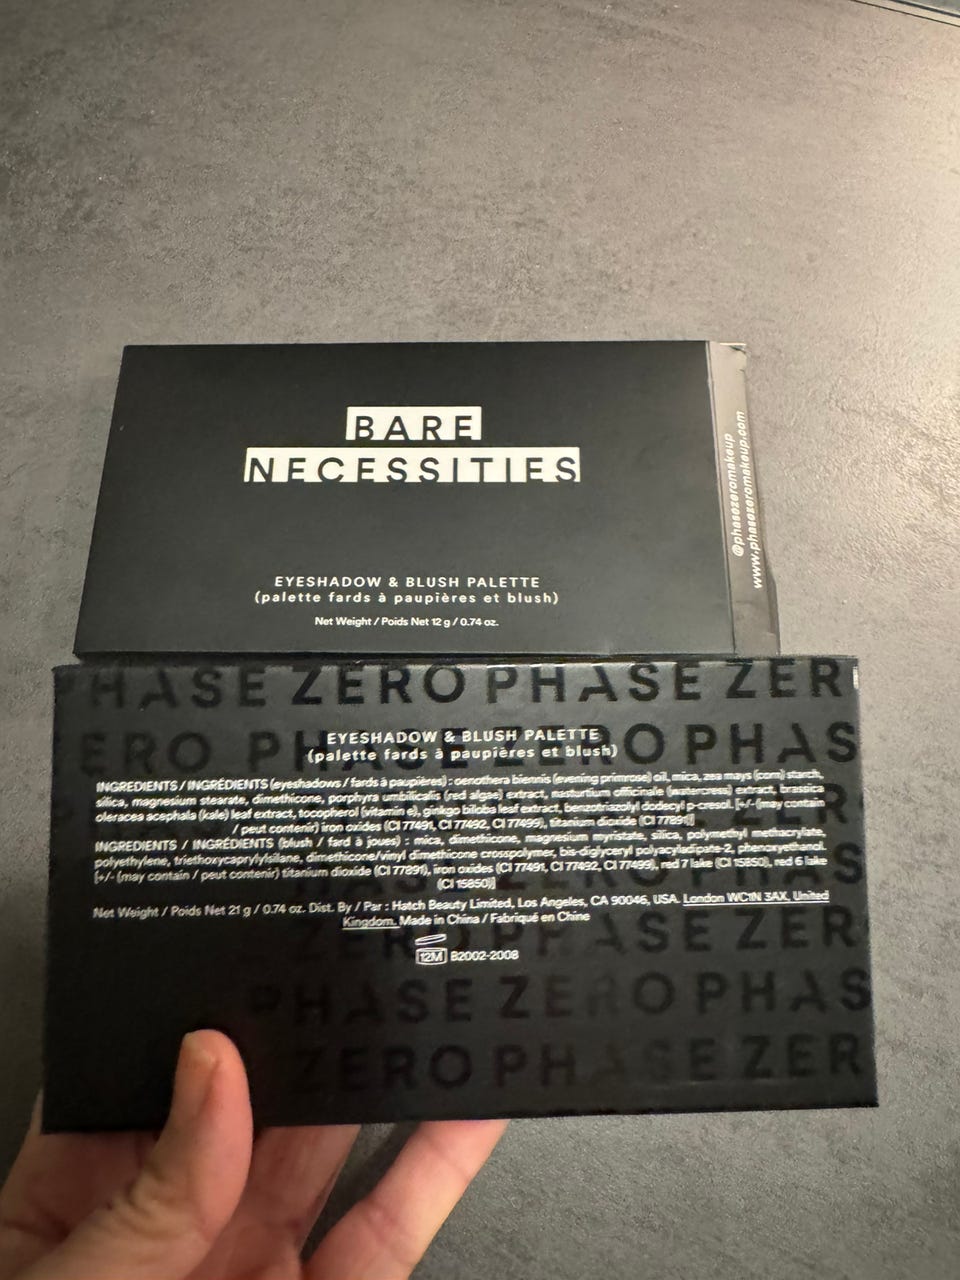 BARE
NECESSITIES
EYESHADOW & BLUSH PALETTE
(palette fards à paupières et blush)
Net Weight / Poids Net 12 g / 0.74 oz.
@phasezeromakeup
www.phasezeromakeup.com
HASE ZERO PHASE ZER
ERO PHASE ZERO PHAS
EYESHADOW & BLUSH PALETTE
(palette fards à paupières et blush)
INGREDIENTS / INGRÉDIENTS (eyeshadows / fards à paupières) : oenothera biennis (evening primrose) oil, mica, zea mays (corn) starch,
silica, magnesium stearate, dimethicone, porphyra umbilicalis (red algae) extract, nasturtium officinale (watercress) extract, brassica
oleracea acephala (kale) leaf extract, tocopherol (vitamin e), ginkgo biloba leaf extract, benzotriazolyl dodecyl p-cresol. [+/- (may contain
/ peut contenir) iron oxides (CI 77491, CI 77492, CI 77499), titanium dioxide (CI 77891)]
INGREDIENTS / INGRÉDIENTS (blush / fard à joues) : mica, dimethicone, magnesium myristate, silica, polymethyl methacrylate,
polyethylene, triethoxycaprylylsilane, dimethicone/vinyl dimethicone crosspolymer, bis-diglyceryl polyacyladipate-2, phenoxyethanol.
[+/- (may contain / peut contenir) titanium dioxide (CI 77891), iron oxides (CI 77491, CI 77492, CI 77499), red 7 lake (CI 15850), red 6 lake
(CI 15850)]
Net Weight / Poids Net 21 g / 0.74 oz. Dist. By / Par : Hatch Beauty Limited, Los Angeles, CA 90046, USA. London WC1N 3AX, United
Kingdom. Made in China / Fabriqué en Chine
12M B2002-2008
ZERO PHASE ZER
PHASE ZERO PHAS
ZERO PHASE ZER